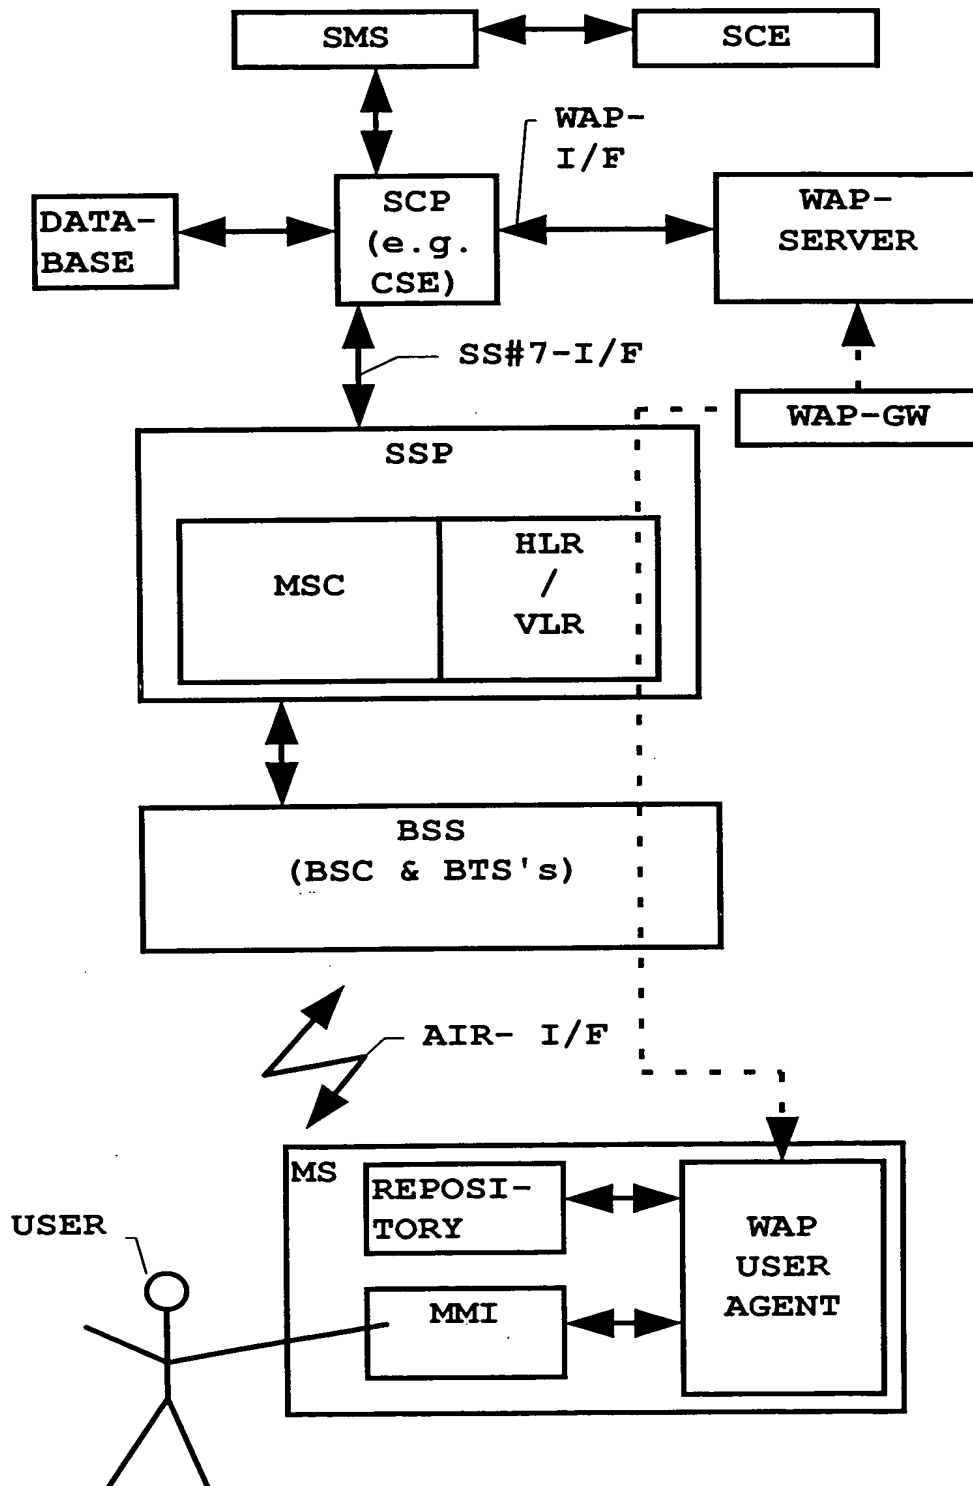 SMS
SCE
WAP-
I/F
DATA-
BASE
SCP
(e.g.
CSE)
WAP-
SERVER
SS#7-I/F
WAP-GW
SSP
MSC
HLR
/
VLR
BSS
(BSC & BTS's)
AIR- I/F
MS
REPOSI-
TORY
WAP
USER
AGENT
USER
MMI